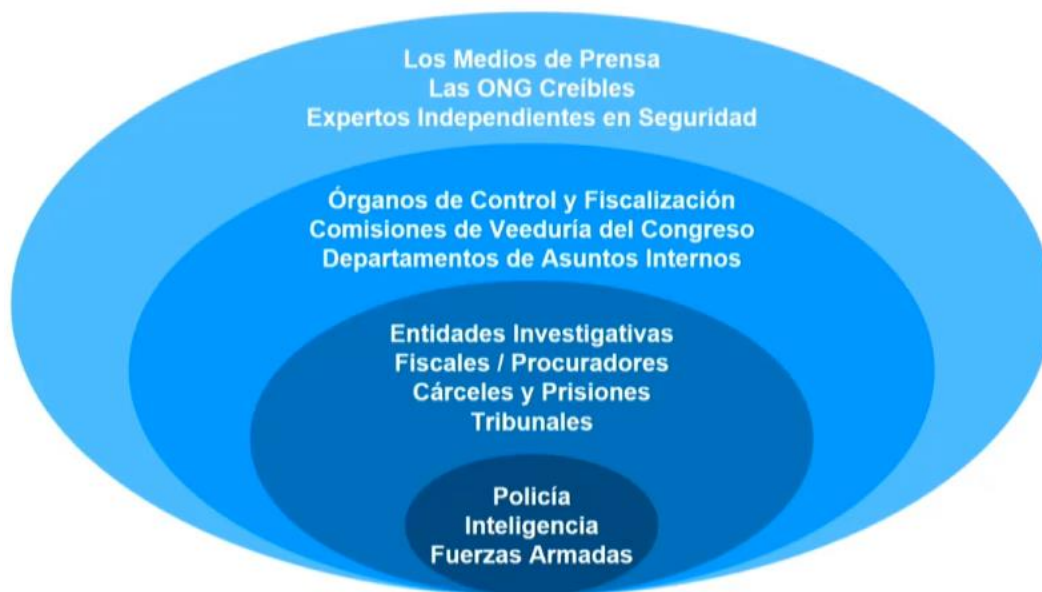 Los Medios de Prensa
Las ONG Creíbles
Expertos Independientes en Seguridad
Órganos de Control y Fiscalización
Comisiones de Veeduría del Congreso
Departamentos de Asuntos Internos
Entidades Investigativas
Fiscales / Procuradores
Cárceles y Prisiones
Tribunales
Policía
Inteligencia
Fuerzas Armadas